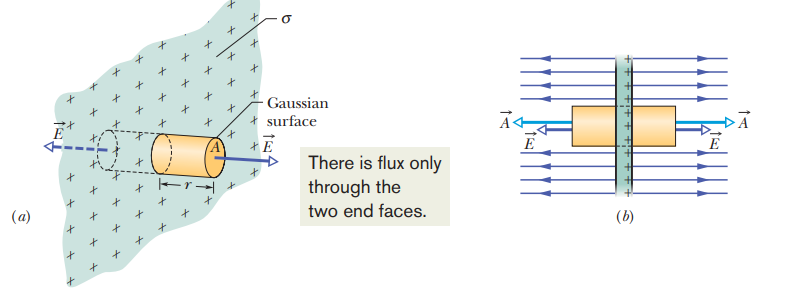 σ
Gaussian
surface
E
A
E
r
There is flux only
through the
two end faces.
(a)
A
E
A
E
(b)